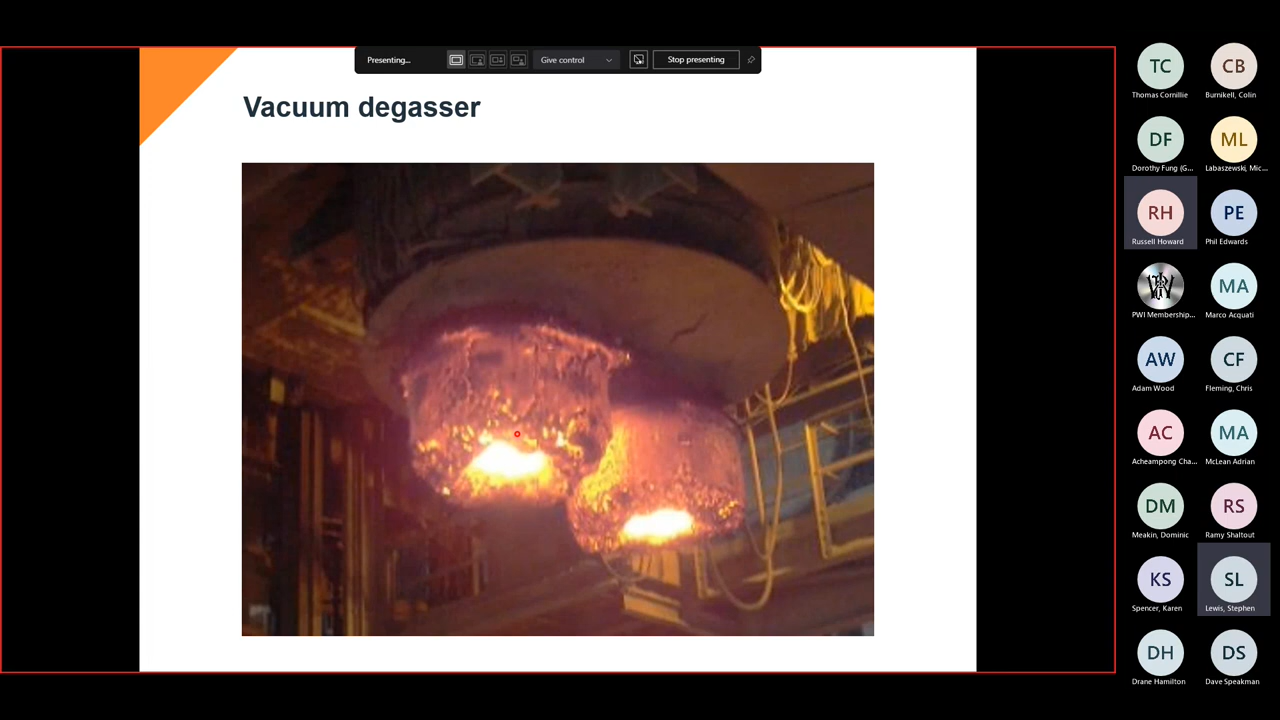 Presenting...
Give control
Stop presenting
Vacuum degasser
TC
Thomas Cornillie
CB
Burnikell, Colin
DF
Dorothy Fung (G...
ML
Labaszewski, Mic...
RH
Russell Howard
PE
Phil Edwards
PWI Membership...
MA
Marco Acquati
AW
Adam Wood
CF
Fleming, Chris
AC
Acheampong Cha...
MA
McLean Adrian
DM
Meakin, Dominic
RS
Ramy Shaltout
KS
Spencer, Karen
SL
Lewis, Stephen
DH
Drane Hamilton
DS
Dave Speakman